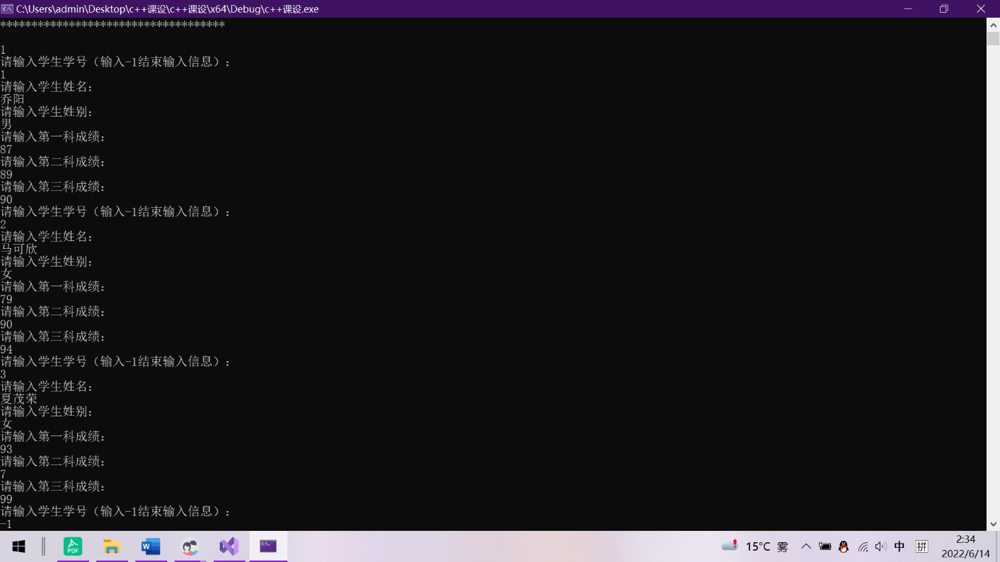 C:\Users\admin\Desktop\c++课设\c++课设\x64\Debug\c++课设.exe
************************************
1
请输入学生学号（输入-1结束输入信息）：
1
请输入学生姓名：
乔阳
请输入学生姓别：
男
请输入第一科成绩：
87
请输入第二科成绩：
89
请输入第三科成绩：
90
请输入学生学号（输入-1结束输入信息）：
2
请输入学生姓名：
马可欣
请输入学生姓别：
女
请输入第一科成绩：
79
请输入第二科成绩：
90
请输入第三科成绩：
94
请输入学生学号（输入-1结束输入信息）：
3
请输入学生姓名：
夏茂荣
请输入学生姓别：
女
请输入第一科成绩：
93
请输入第二科成绩：
7
请输入第三科成绩：
99
请输入学生学号（输入-1结束输入信息）：
-1
PDF
W
15°C 雾
中
拼
2:34
2022/6/14